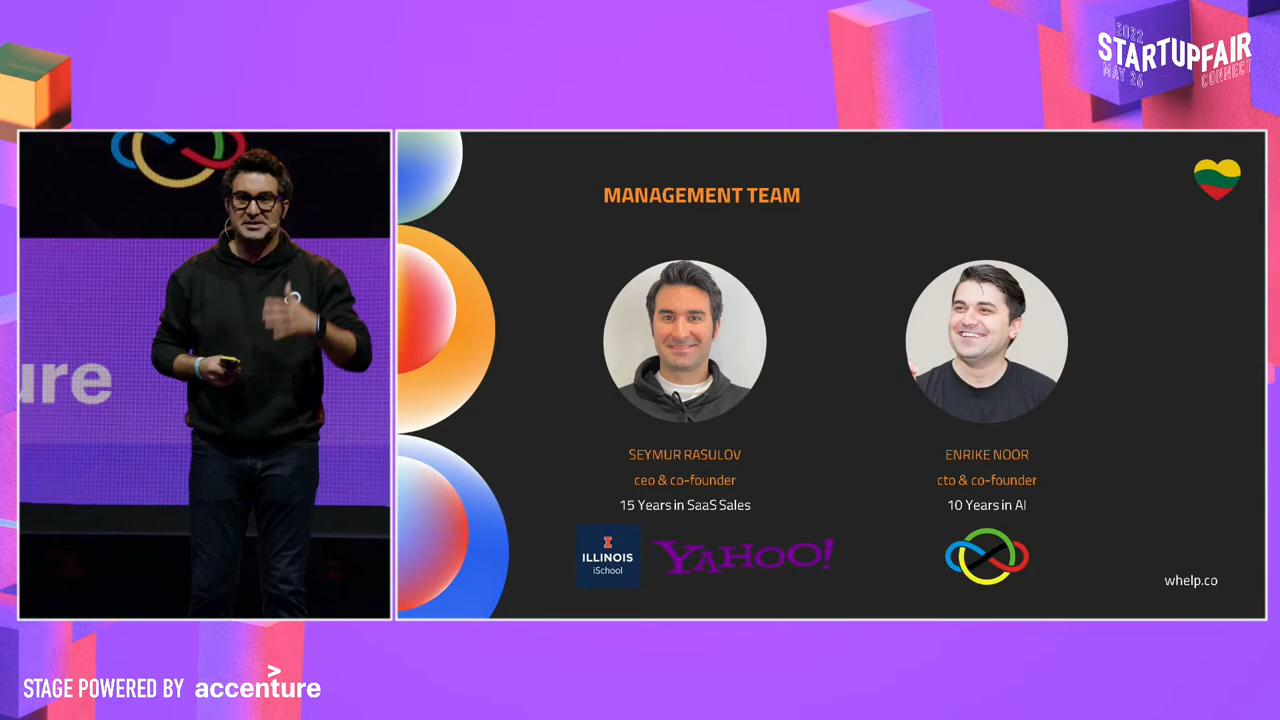 2022
STARTUPFAIR
MAY 26
CONNECT
ure
MANAGEMENT TEAM
SEYMUR RASULOV
ceo & co-founder
15 Years in SaaS Sales
I
ILLINOIS
iSchool
YAHOO!
ENRIKE NOOR
cto & co-founder
10 Years in AI
whelp.co
STAGE POWERED BY accenture